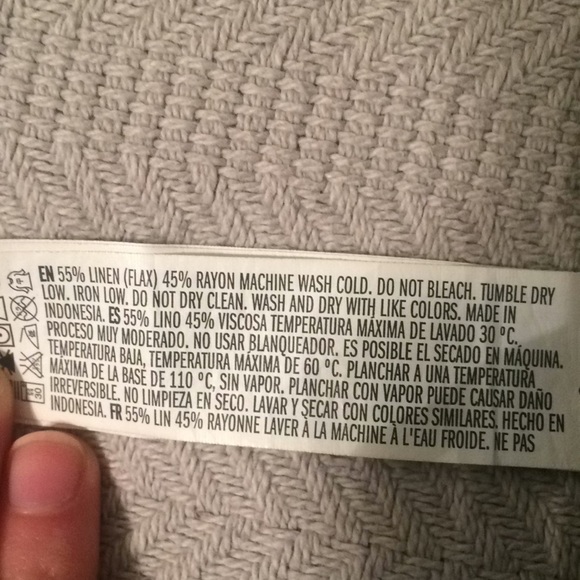 EN 55% LINEN (FLAX) 45% RAYON MACHINE WASH COLD. DO NOT BLEACH. TUMBLE DRY
LOW. IRON LOW. DO NOT DRY CLEAN. WASH AND DRY WITH LIKE COLORS. MADE IN
INDONESIA. ES 55% LINO 45% VISCOSA TEMPERATURA MÁXIMA DE LAVADO 30 ºC.
PROCESO MUY MODERADO. NO USAR BLANQUEADOR. ES POSIBLE EL SECADO EN MÁQUINA.
TEMPERATURA BAJA, TEMPERATURA MÁXIMA DE 60 ºC. PLANCHAR A UNA TEMPERATURA
MÁXIMA DE LA BASE DE 110 ºC, SIN VAPOR. PLANCHAR CON VAPOR PUEDE CAUSAR DAÑO
IRREVERSIBLE. NO LIMPIEZA EN SECO. LAVAR Y SECAR CON COLORES SIMILARES. HECHO EN
INDONESIA. FR 55% LIN 45% RAYONNE LAVER À LA MACHINE À L'EAU FROIDE. NE PAS